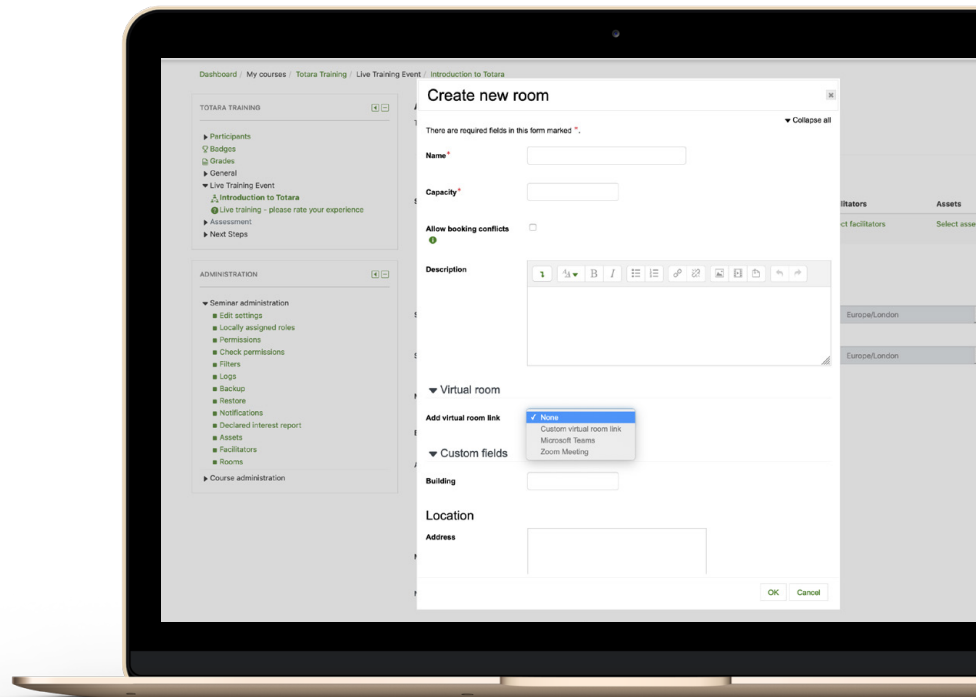 Dashboard / My courses / Totara Training / Live Training Event / Introduction to Totara
TOTARA TRAINING
Participants
Badges
Grades
General
Live Training Event
Introduction to Totara
Live training - please rate your experience
Assessment
Next Steps
ADMINISTRATION
Seminar administration
Edit settings
Locally assigned roles
Permissions
Check permissions
Filters
Logs
Backup
Restore
Notifications
Declared interest report
Assets
Facilitators
Rooms
Course administration
Create new room
Collapse all
There are required fields in this form marked *.
Name*
Capacity*
Allow booking conflicts
Description
Virtual room
Add virtual room link
✓ None
Custom virtual room link
Microsoft Teams
Zoom Meeting
Custom fields
Building
Location
Address
OK Cancel
litators Assets
ct facilitators Select asse
Europe/London
Europe/London